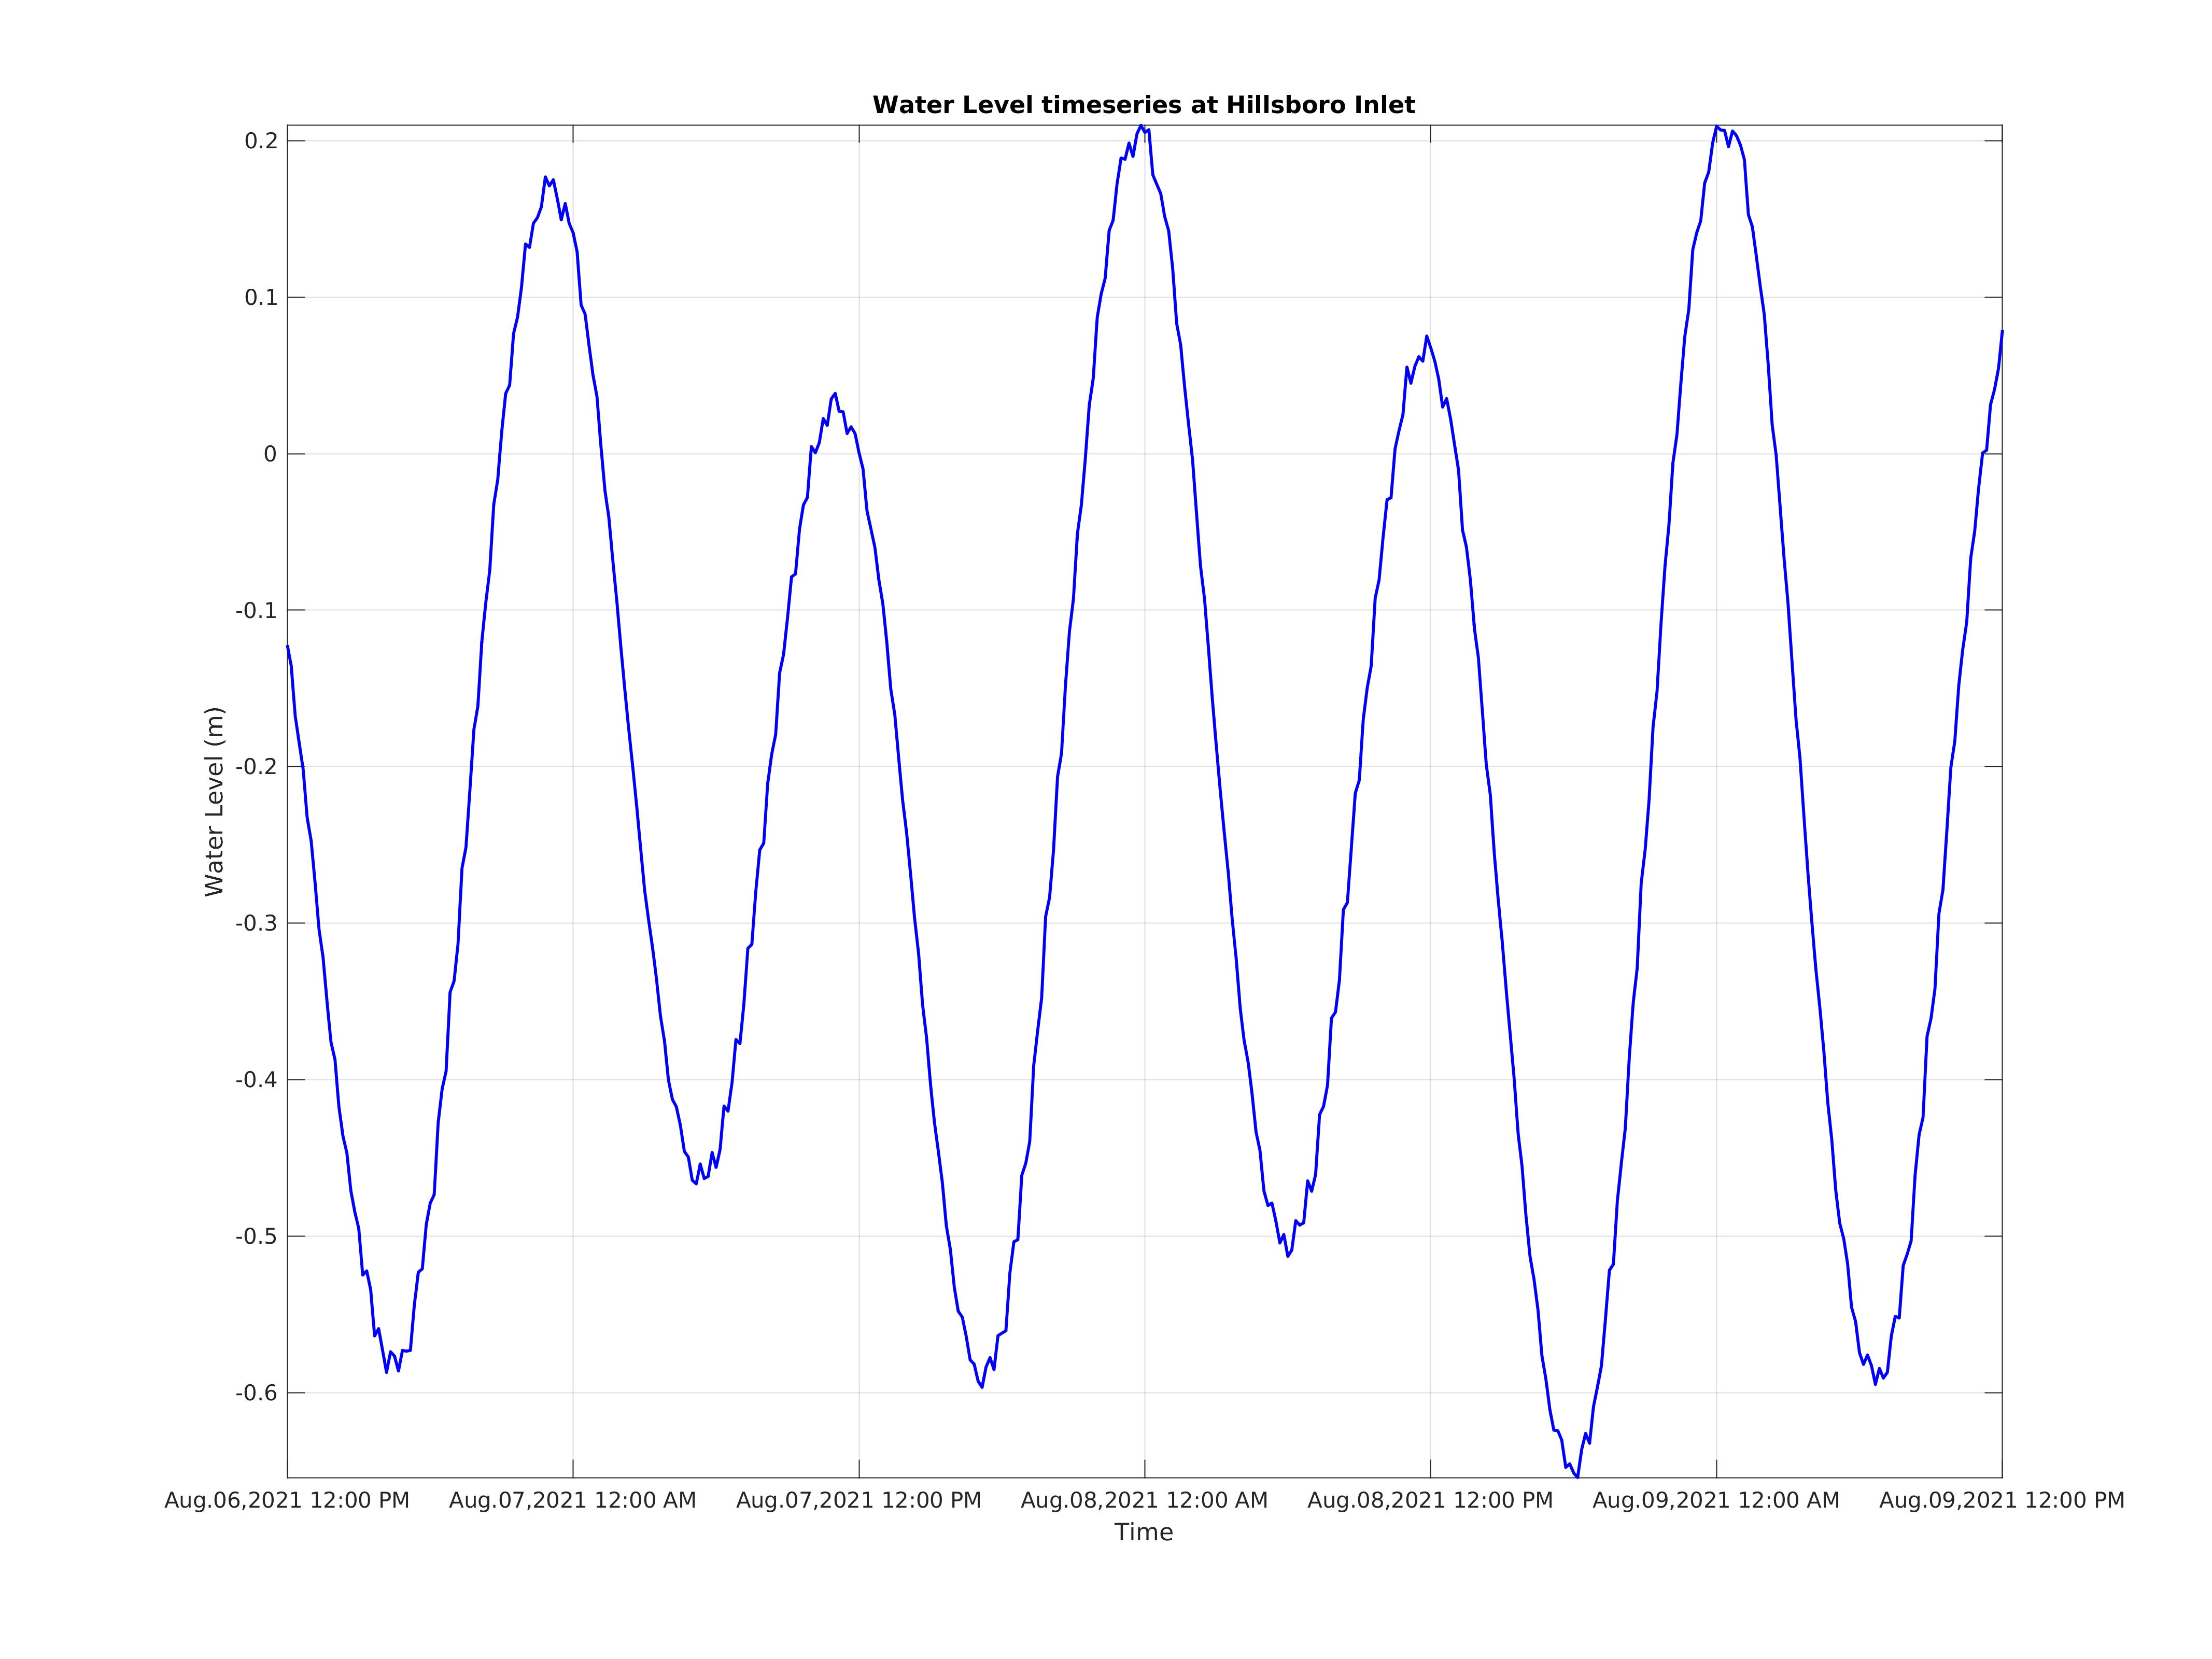 Water Level timeseries at Hillsboro Inlet
0.2
0.1
0
-0.1
-0.2
-0.3
-0.4
-0.5
-0.6
Water Level (m)
Aug.06,2021 12:00 PM
Aug.07,2021 12:00 AM
Aug.07,2021 12:00 PM
Aug.08,2021 12:00 AM
Aug.08,2021 12:00 PM
Aug.09,2021 12:00 AM
Aug.09,2021 12:00 PM
Time